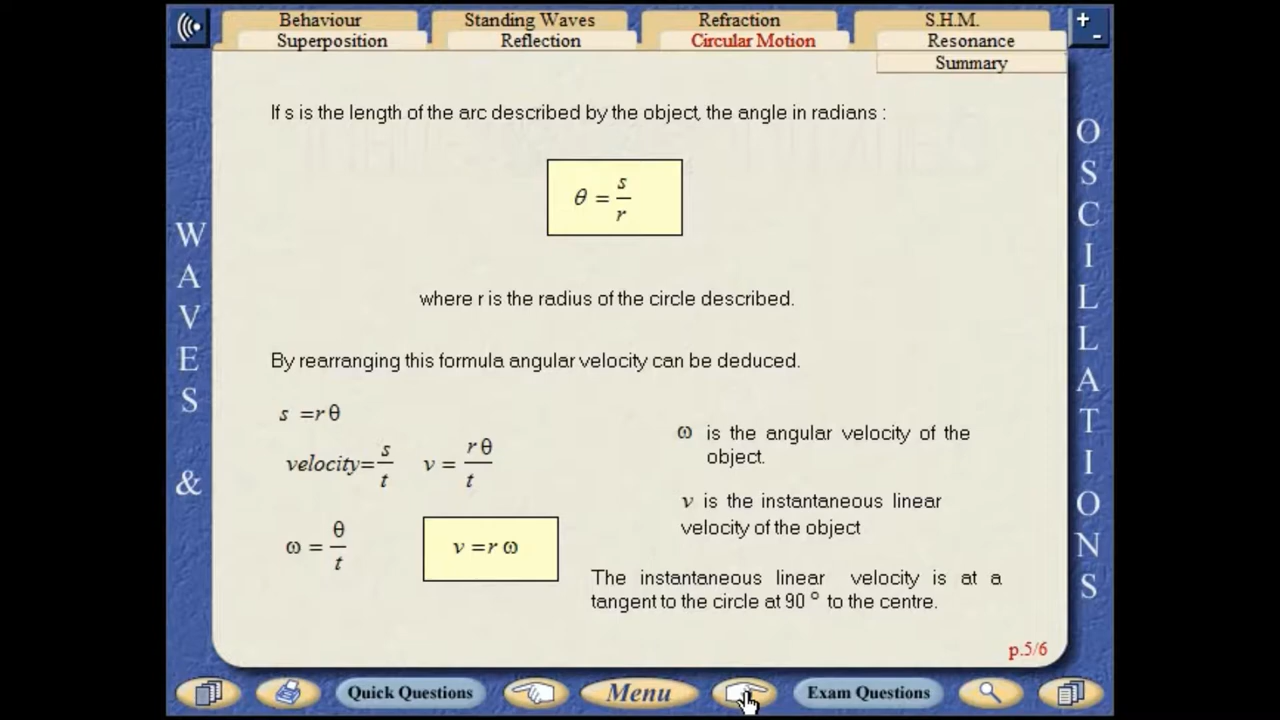 Behaviour Standing Waves Refraction S.H.M.
Superposition Reflection Circular Motion Resonance
Summary
+
-
WAVES &
OSCILLATIONS
If s is the length of the arc described by the object, the angle in radians :
θ = s/r
where r is the radius of the circle described.
By rearranging this formula angular velocity can be deduced.
s =r θ
velocity= s/t v = r θ/t
ω = θ/t v =r ω
ω is the angular velocity of the
object.
v is the instantaneous linear
velocity of the object
The instantaneous linear velocity is at a
tangent to the circle at 90 ° to the centre.
p.5/6
Quick Questions Menu Exam Questions